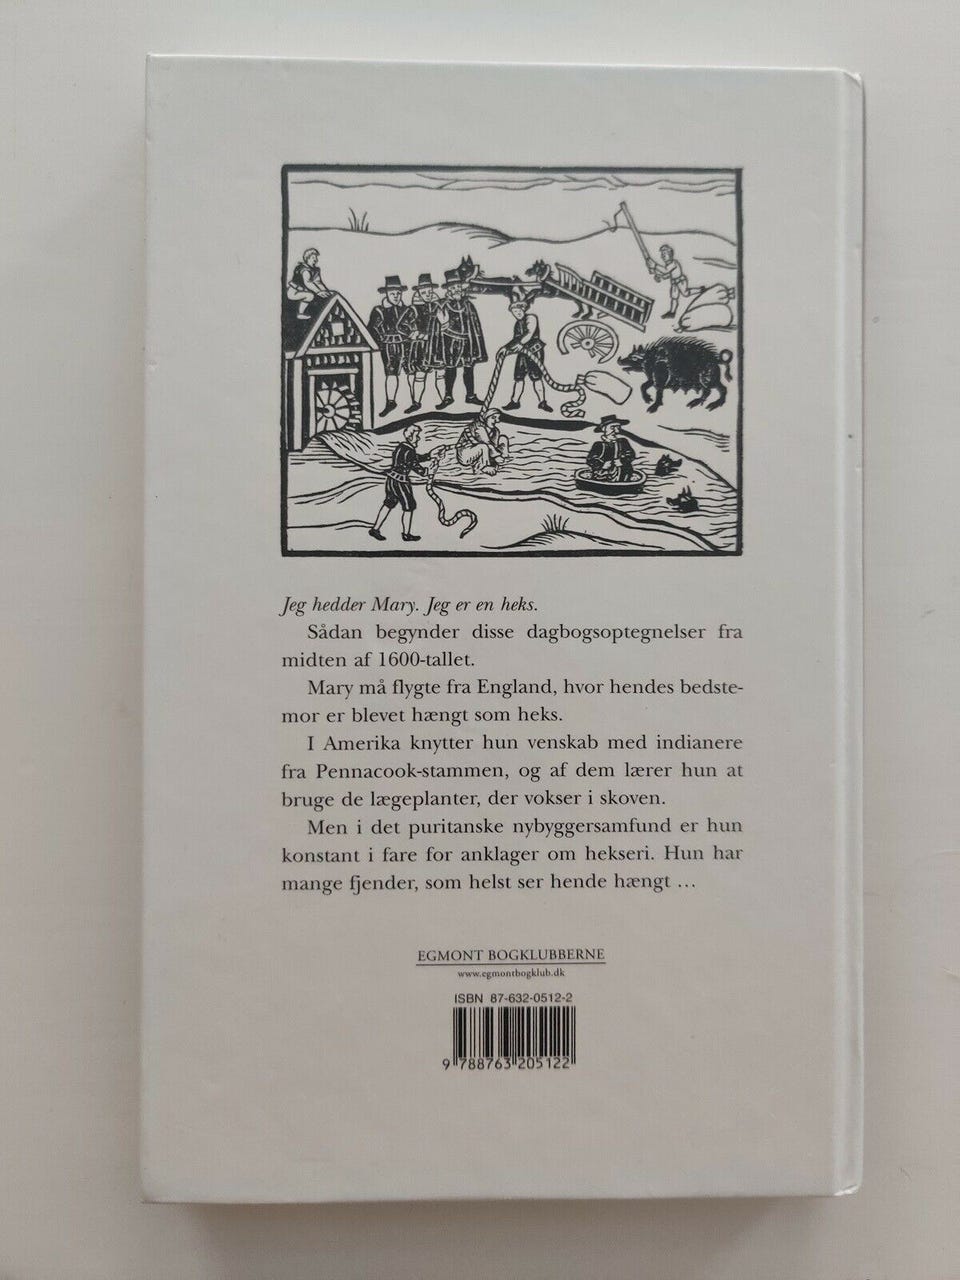 Jeg hedder Mary. Jeg er en heks.
Sådan begynder disse dagbogsoptegnelser fra
midten af 1600-tallet.
Mary må flygte fra England, hvor hendes bedste-
mor er blevet hængt som heks.
I Amerika knytter hun venskab med indianere
fra Pennacook-stammen, og af dem lærer hun at
bruge de lægeplanter, der vokser i skoven.
Men i det puritanske nybyggersamfund er hun
konstant i fare for anklager om hekseri. Hun har
mange fjender, som helst ser hende hængt ...
EGMONT BOGKLUBBERNE
www.egmontbogklub.dk
ISBN 87-632-0512-2
9 788763 205122